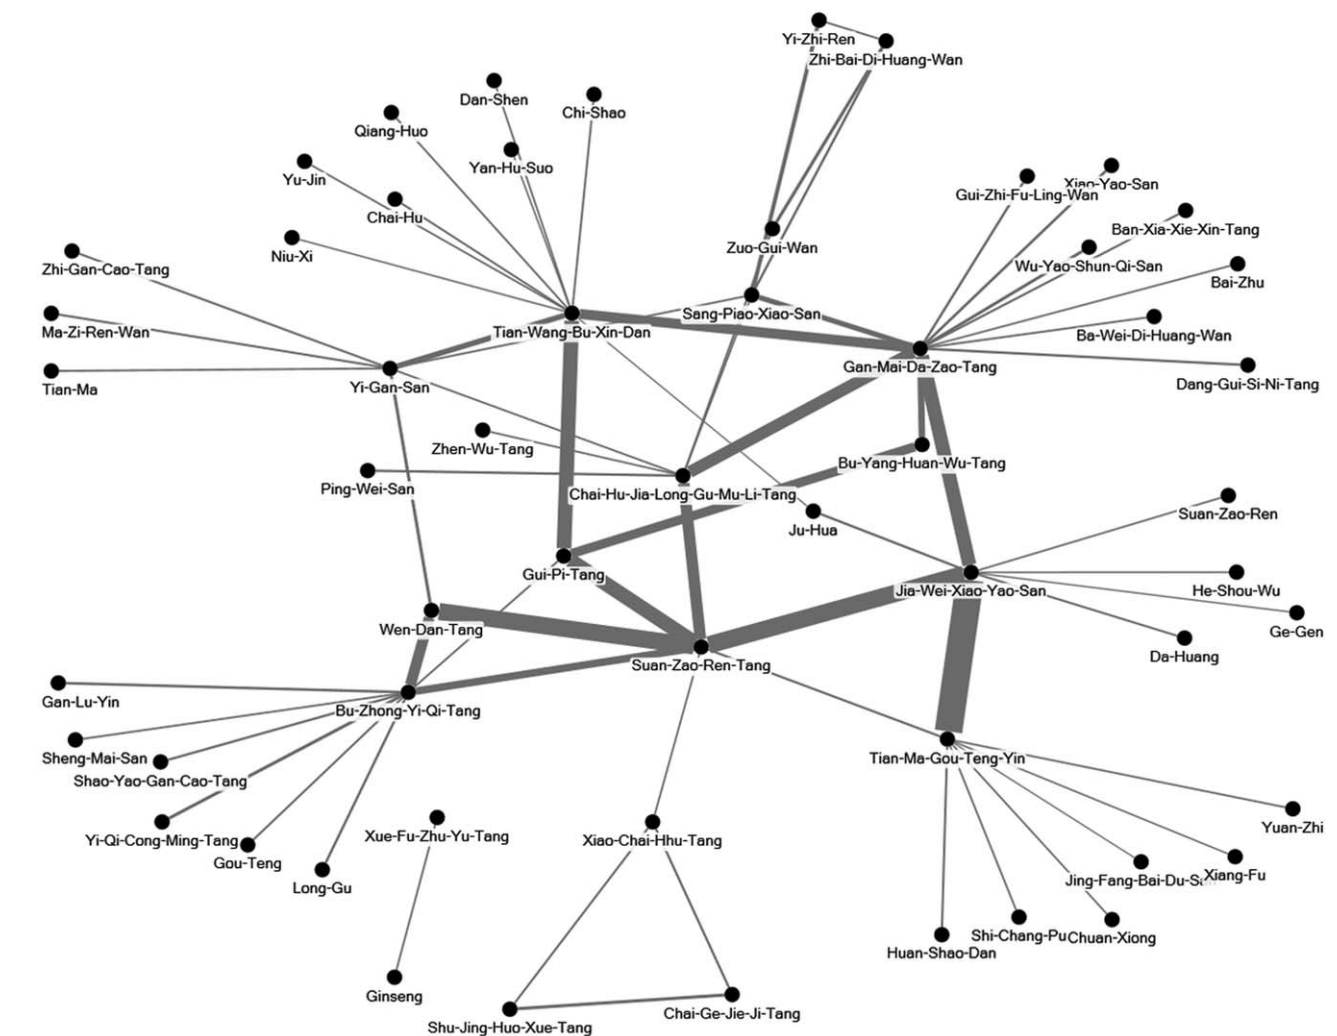 Yi-Zhi-Ren
Zhi-Bai-Di-Huang-Wan
Dan-Shen
Chi-Shao
Qiang-Huo
Yan-Hu-Suo
Yu-Jin
Xiao-Yao-San
Gui-Zhi-Fu-Ling-Wan
Chai-Hu
Ban-Xia-Xie-Xin-Tang
Zuo-Gui-Wan
Niu-Xi
Wu-Yao-Shun-Qi-San
Zhi-Gan-Cao-Tang
Bai-Zhu
Sang-Piao-Xiao-San
Ma-Zi-Ren-Wan
Tian-Wang-Bu-Xin-Dan
Ba-Wei-Di-Huang-Wan
Gan-Mai-Da-Zao-Tang
Dang-Gui-Si-Ni-Tang
Tian-Ma
Yi-Gan-San
Zhen-Wu-Tang
Bu-Yang-Huan-Wu-Tang
Ping-Wei-San
Chai-Hu-Jia-Long-Gu-Mu-Li-Tang
Suan-Zao-Ren
Ju-Hua
Gui-Pi-Tang
Jia-Wei-Xiao-Yao-San
He-Shou-Wu
Wen-Dan-Tang
Ge-Gen
Suan-Zao-Ren-Tang
Da-Huang
Gan-Lu-Yin
Bu-Zhong-Yi-Qi-Tang
Sheng-Mai-San
Tian-Ma-Gou-Teng-Yin
Shao-Yao-Gan-Cao-Tang
Yuan-Zhi
Xue-Fu-Zhu-Yu-Tang
Xiao-Chai-Hhu-Tang
Yi-Qi-Cong-Ming-Tang
Gou-Teng
Xiang-Fu
Long-Gu
Shi-Chang-Pu
Chuan-Xiong
Huan-Shao-Dan
Ginseng
Chai-Ge-Jie-Ji-Tang
Shu-Jing-Huo-Xue-Tang